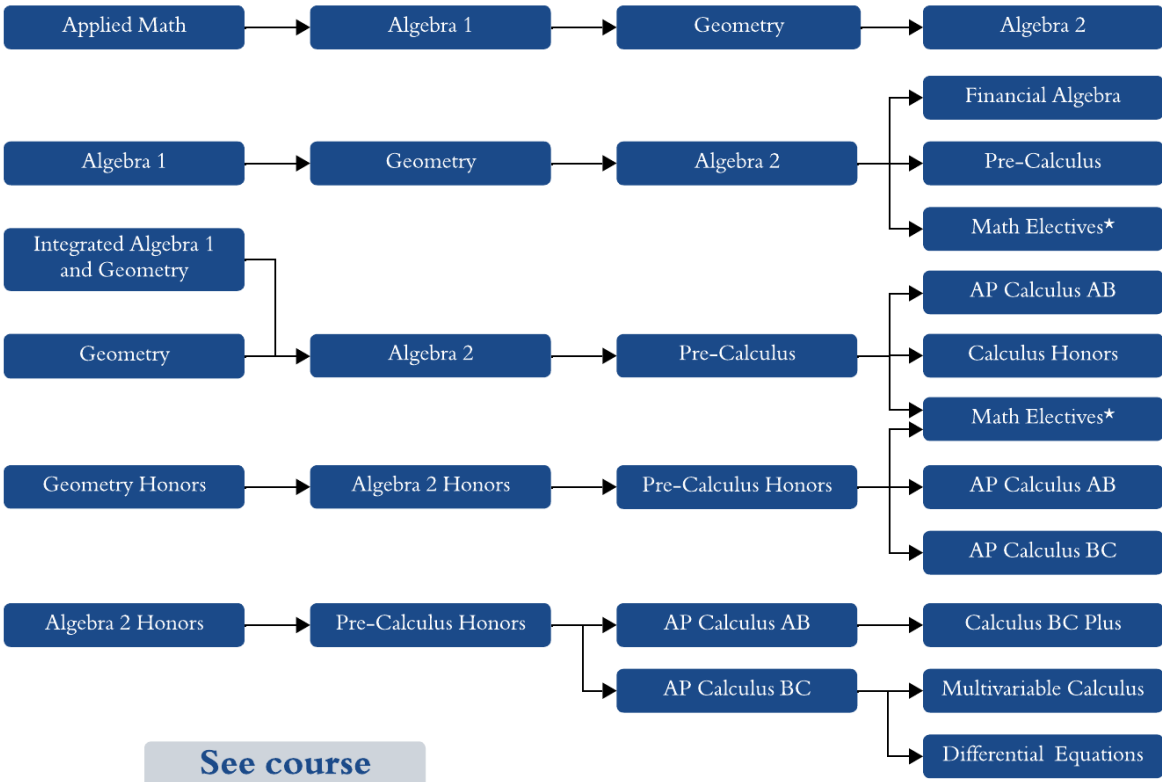 Applied Math
Algebra 1
Geometry
Algebra 2
Financial Algebra
Algebra 1
Geometry
Algebra 2
Pre-Calculus
Math Electives★
Integrated Algebra 1
and Geometry
AP Calculus AB
Geometry
Algebra 2
Pre-Calculus
Calculus Honors
Math Electives★
Geometry Honors
Algebra 2 Honors
Pre-Calculus Honors
AP Calculus AB
AP Calculus BC
Algebra 2 Honors
Pre-Calculus Honors
AP Calculus AB
Calculus BC Plus
AP Calculus BC
Multivariable Calculus
Differential Equations
See course